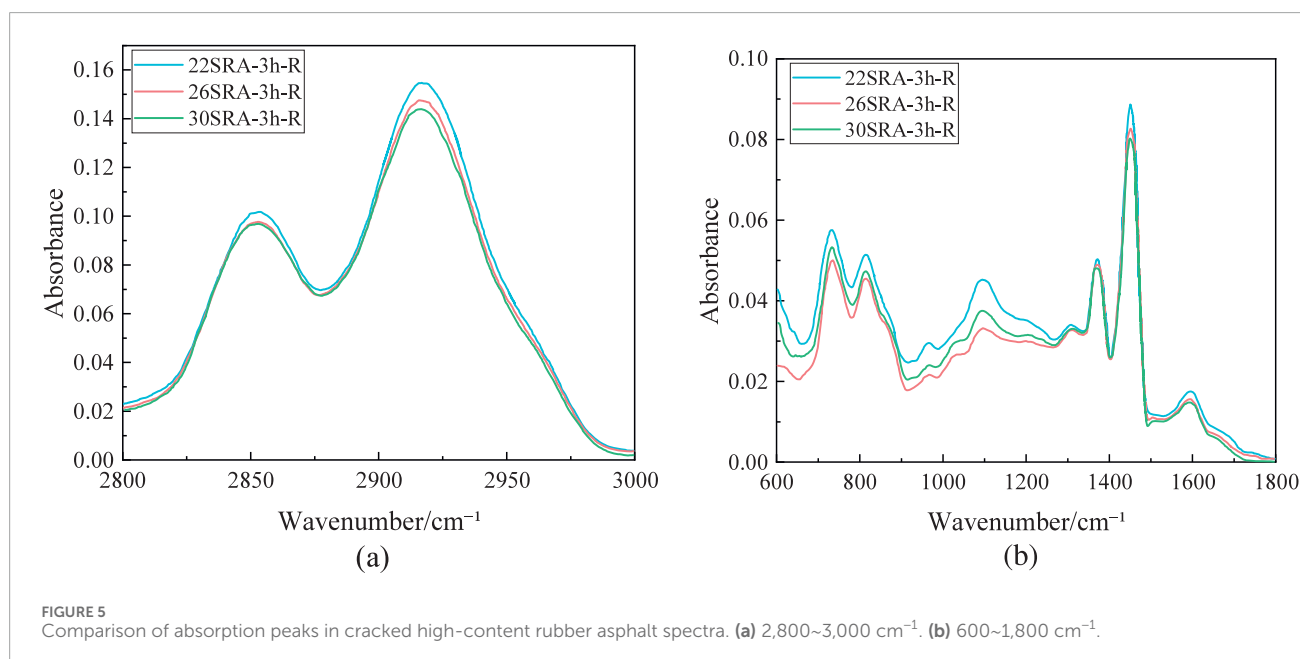 22SRA-3h-R
26SRA-3h-R
30SRA-3h-R
Absorbance
0.16
0.14
0.12
0.10
0.08
0.06
0.04
0.02
0.00
2800
2850
2900
2950
3000
Wavenumber/cm⁻¹
(a)
22SRA-3h-R
26SRA-3h-R
30SRA-3h-R
Absorbance
0.10
0.08
0.06
0.04
0.02
0.00
600
800
1000
1200
1400
1600
1800
Wavenumber/cm⁻¹
(b)
FIGURE 5
Comparison of absorption peaks in cracked high-content rubber asphalt spectra. (a) 2,800~3,000 cm⁻¹. (b) 600~1,800 cm⁻¹.